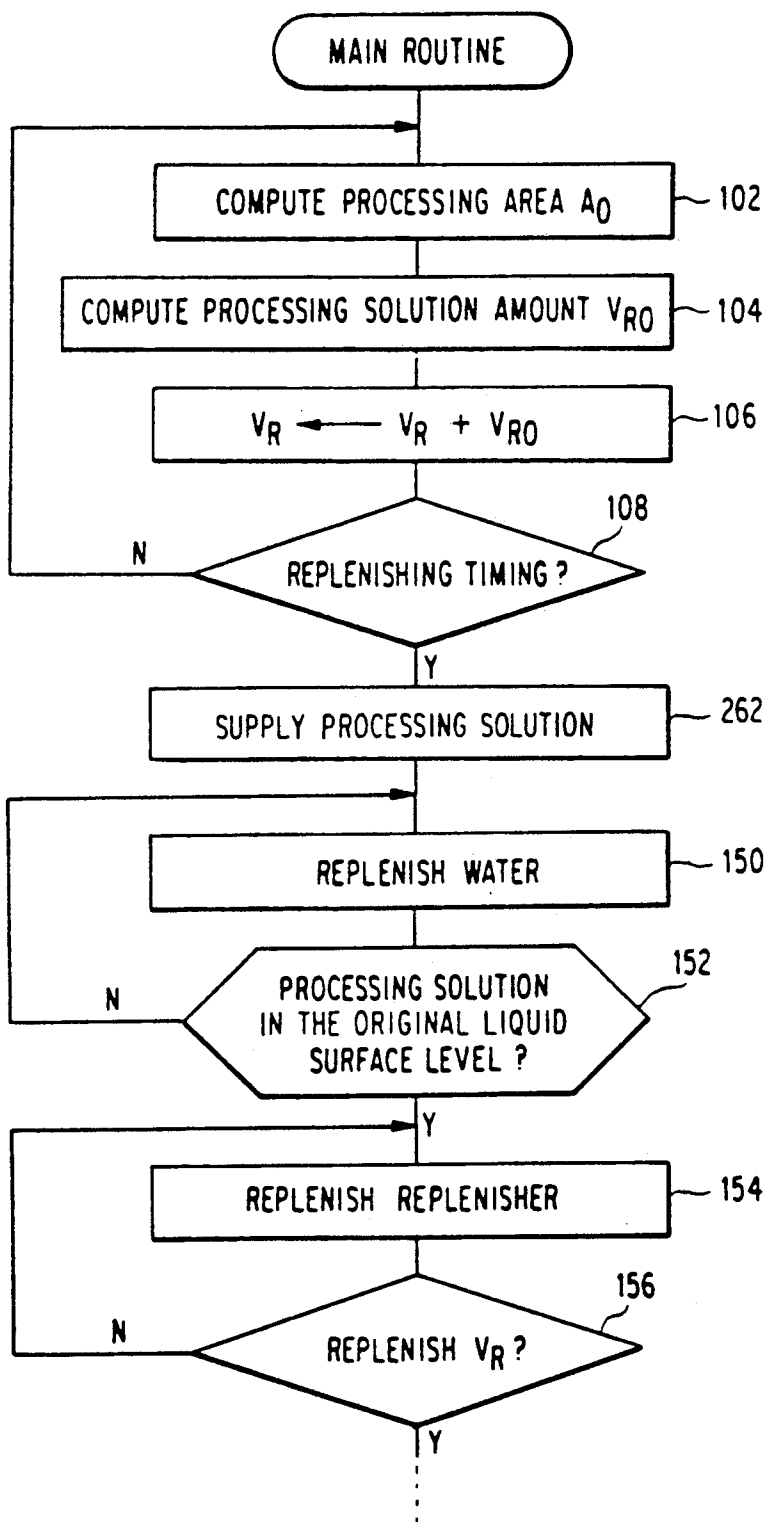 MAIN ROUTINE
COMPUTE PROCESSING AREA A0
102
COMPUTE PROCESSING SOLUTION AMOUNT VRO
104
VR ← VR + VRO
106
108
N
REPLENISHING TIMING?
Y
SUPPLY PROCESSING SOLUTION
262
REPLENISH WATER
150
152
N
PROCESSING SOLUTION
IN THE ORIGINAL LIQUID
SURFACE LEVEL ?
Y
REPLENISH REPLENISHER
154
156
N
REPLENISH VR?
Y